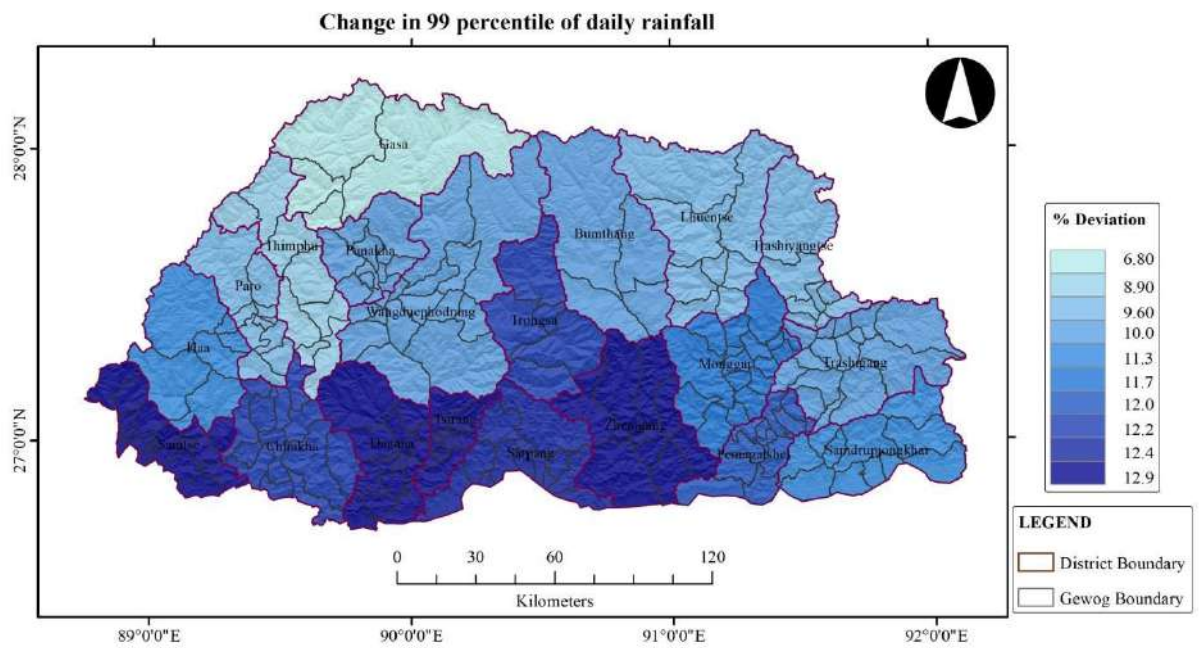 Change in 99 percentile of daily rainfall
28°0'0"N
27°0'0"N
Gasa
Thimphu
Punakha
Paro
Wangduephodning
Haa
Bumthang
Lhuentse
Trashiyangtse
Trongsa
Monggar
Trashigang
Samtse
Chhukha
Dagana
Tsirang
Sarpang
Zhemgang
Samdrupjongkhar
0 30 60 120
Kilometers
89°0'0"E 90°0'0"E 91°0'0"E 92°0'0"E
% Deviation
6.80
8.90
9.60
10.0
11.3
11.7
12.0
12.2
12.4
12.9
LEGEND
District Boundary
Gewog Boundary